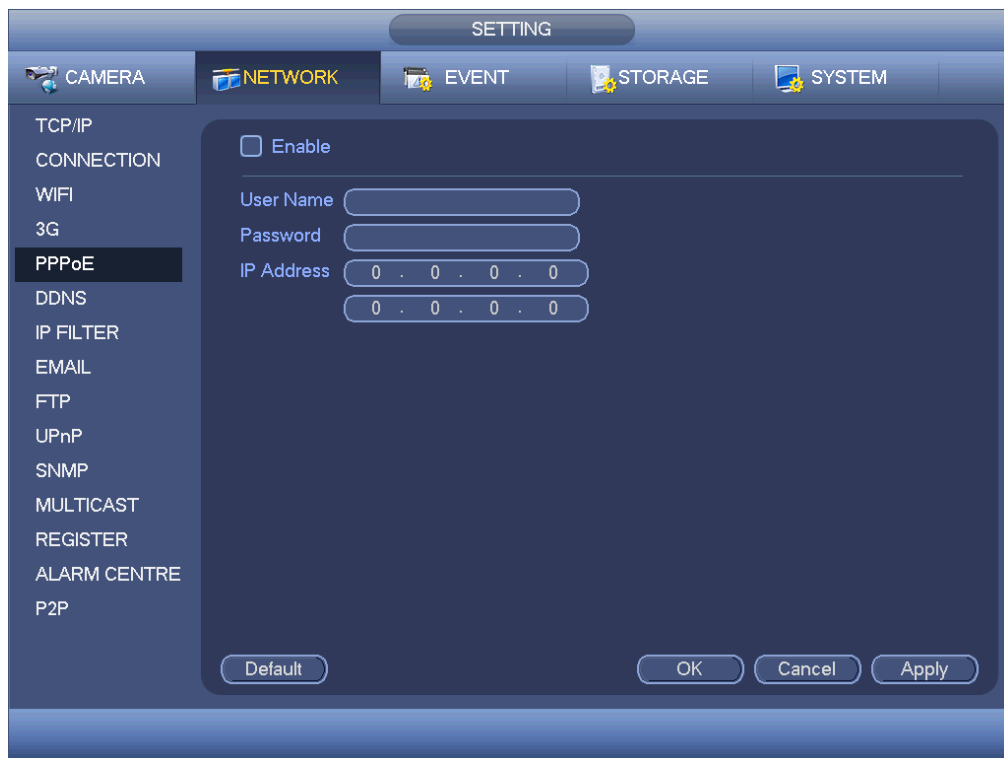 SETTING
CAMERA NETWORK EVENT STORAGE SYSTEM
TCP/IP
CONNECTION
WIFI
3G
PPPoE
DDNS
IP FILTER
EMAIL
FTP
UPnP
SNMP
MULTICAST
REGISTER
ALARM CENTRE
P2P
Enable
User Name
Password
IP Address 0 . 0 . 0 . 0
0 . 0 . 0 . 0
Default OK Cancel Apply